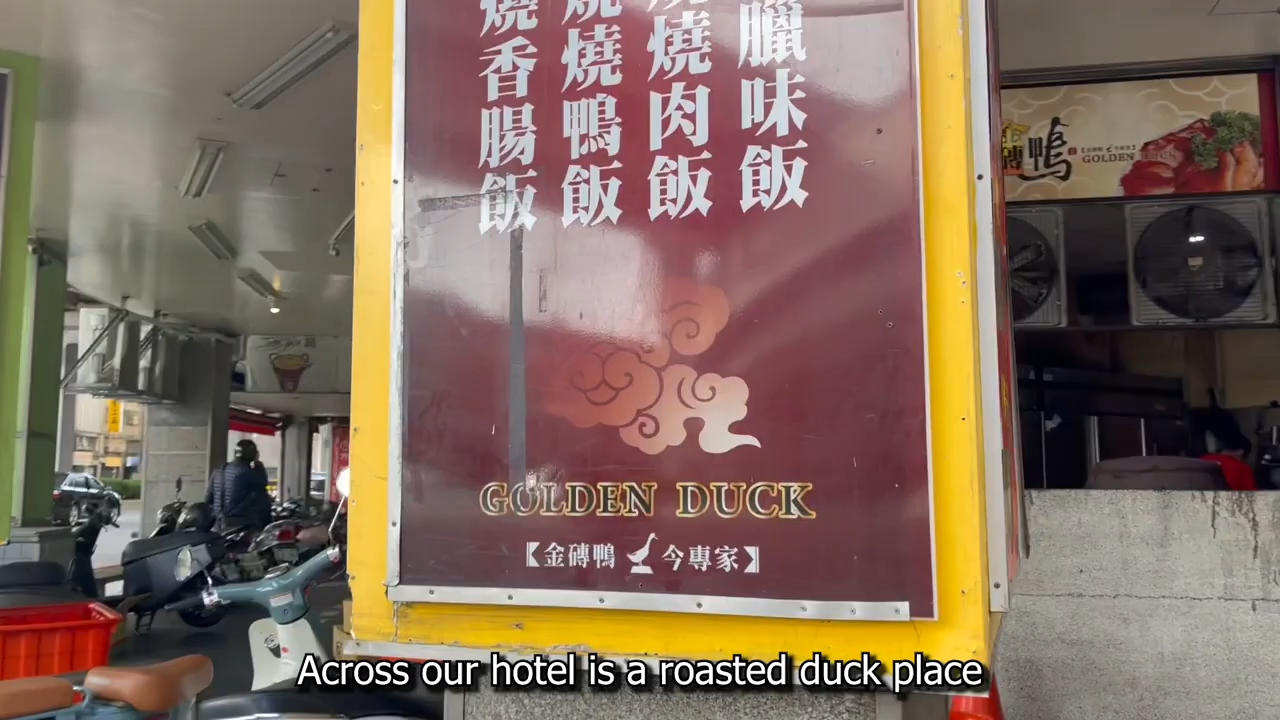 燒香腸飯
燒燒鴨飯
燒肉飯
臘味飯
GOLDEN DUCK
【金磚鴨 今專家】
磚鴨
GOLDEN DUCK
Across our hotel is a roasted duck place